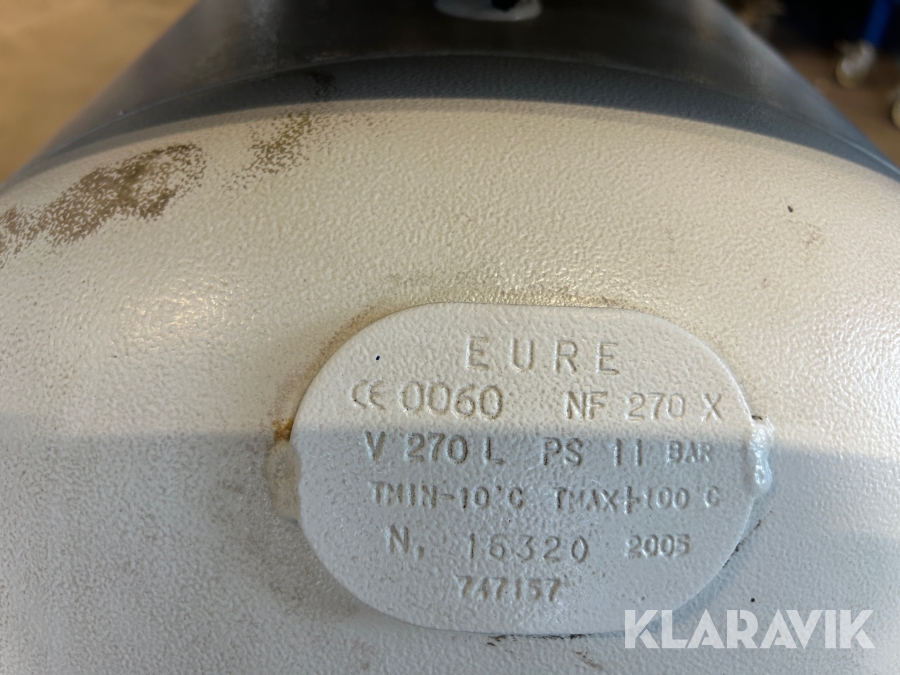 EURE
CE 0060 NF 270 X
V 270 L PS 11 BAR
TMIN-10°C TMAX+100°C
N. 16320 2005
747157
KLARAVIK